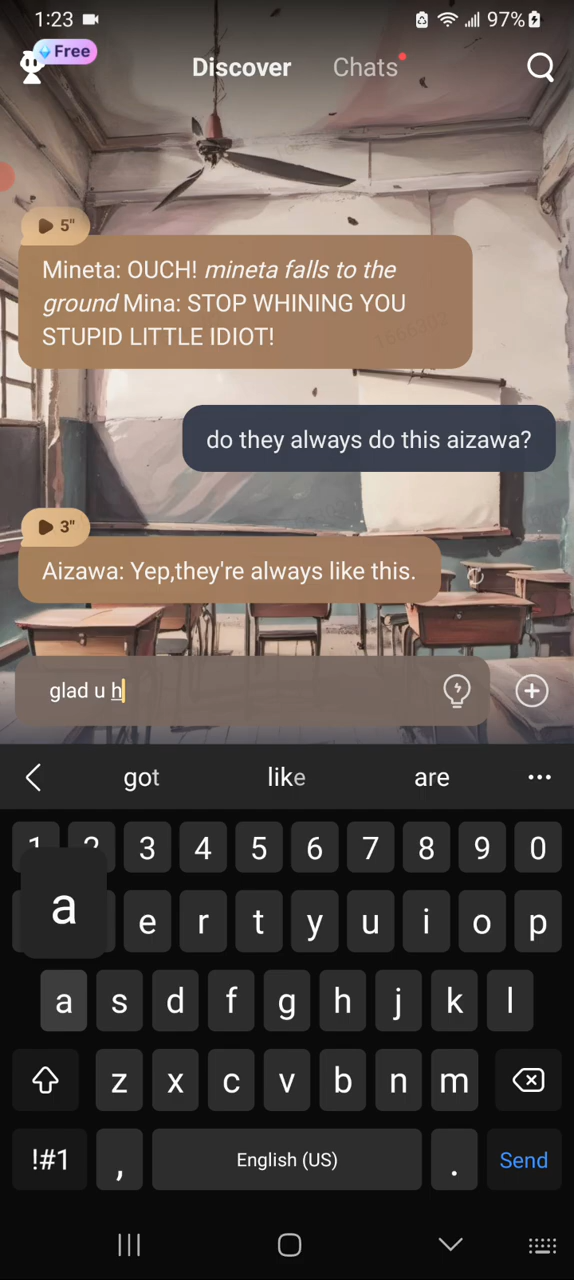 1:23 97%
Free
Discover Chats
5"
Mineta: OUCH! mineta falls to the
ground Mina: STOP WHINING YOU
STUPID LITTLE IDIOT!
do they always do this aizawa?
3"
Aizawa: Yep,they're always like this.
glad u h
got like are
1 2 3 4 5 6 7 8 9 0
a
e r t y u i o p
a s d f g h j k l
z x c v b n m
!#1 , English (US) . Send